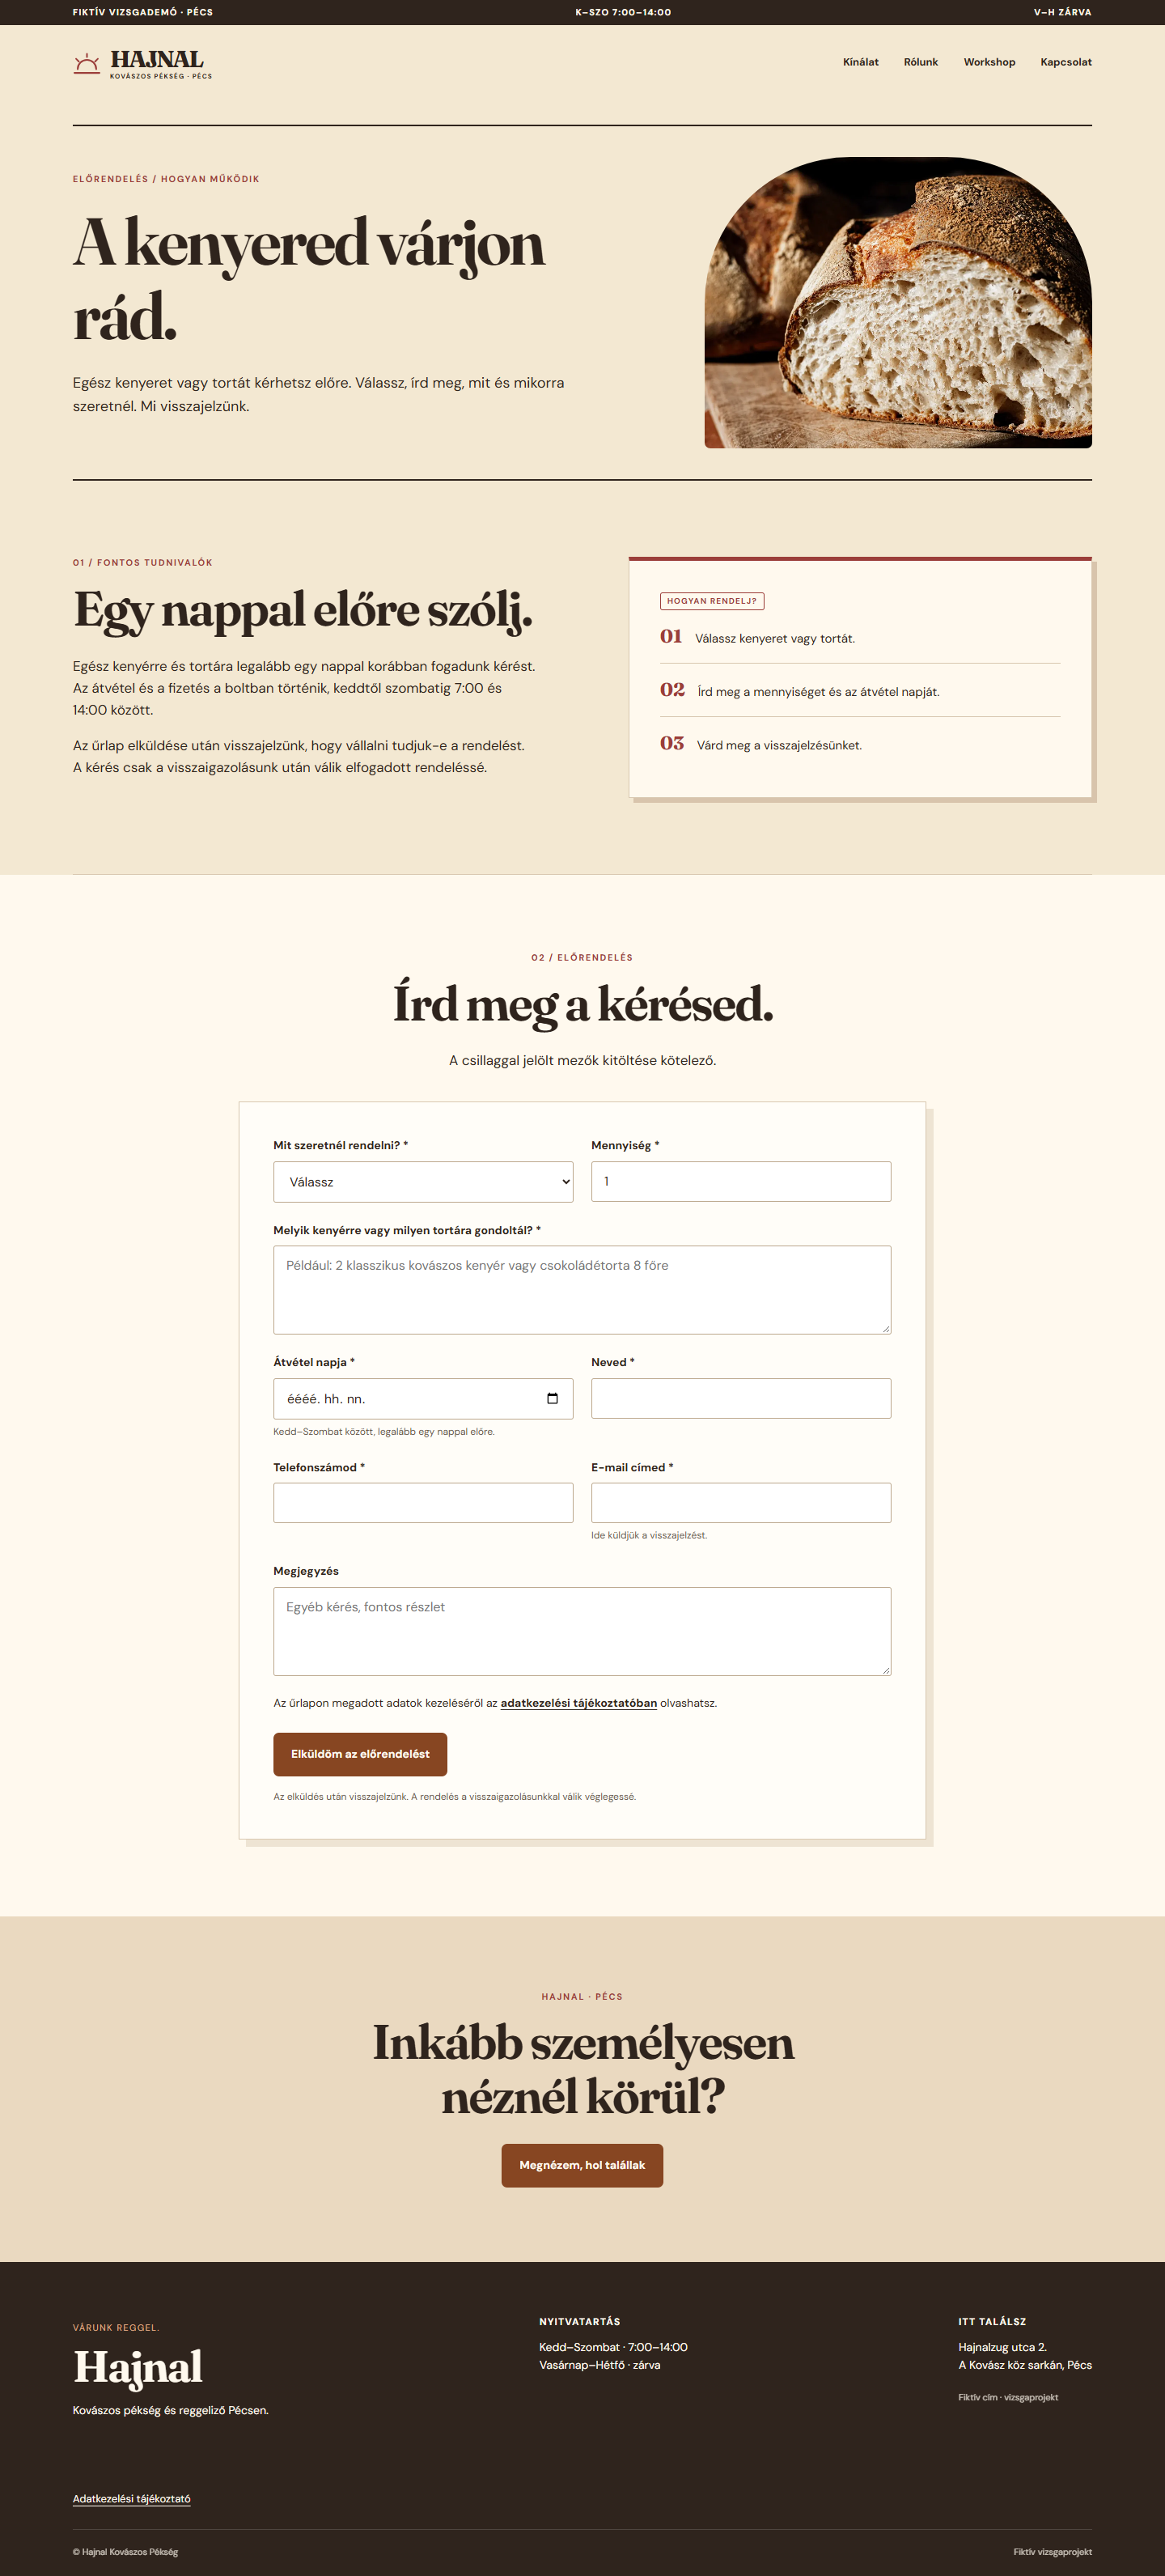 FIKTÍV VIZSGADEMÓ · PÉCS
K–SZO 7:00–14:00
V–H ZÁRVA
HAJNAL
KOVÁSZOS PÉKSÉG · PÉCS
Kínálat
Rólunk
Workshop
Kapcsolat
ELŐRENDELÉS / HOGYAN MŰKÖDIK
A kenyered várjon
rád.
Egész kenyeret vagy tortát kérhetsz előre. Válassz, írd meg, mit és mikorra
szeretnél. Mi visszajelzünk.
01 / FONTOS TUDNIVALÓK
Egy nappal előre szólj.
Egész kenyérre és tortára legalább egy nappal korábban fogadunk kérést.
Az átvétel és a fizetés a boltban történik, keddtől szombatig 7:00 és
14:00 között.
Az űrlap elküldése után visszajelzünk, hogy vállalni tudjuk-e a rendelést.
A kérés csak a visszaigazolásunk után válik elfogadott rendeléssé.
HOGYAN RENDELJ?
01 Válassz kenyeret vagy tortát.
02 Írd meg a mennyiséget és az átvétel napját.
03 Várd meg a visszajelzésünket.
02 / ELŐRENDELÉS
Írd meg a kérésed.
A csillaggal jelölt mezők kitöltése kötelező.
Mit szeretnél rendelni? *
Mennyiség *
Válassz
1
Melyik kenyérre vagy milyen tortára gondoltál? *
Például: 2 klasszikus kovászos kenyér vagy csokoládétorta 8 főre
Átvétel napja *
Neved *
éééé. hh. nn.
Kedd–Szombat között, legalább egy nappal előre.
Telefonszámod *
E-mail címed *
Ide küldjük a visszajelzést.
Megjegyzés
Egyéb kérés, fontos részlet
Az űrlapon megadott adatok kezeléséről az adatkezelési tájékoztatóban olvashatsz.
Elküldöm az előrendelést
Az elküldés után visszajelzünk. A rendelés a visszaigazolásunkkal válik véglegessé.
HAJNAL · PÉCS
Inkább személyesen
néznél körül?
Megnézem, hol talállak
VÁRUNK REGGEL.
Hajnal
Kovászos pékség és reggeliző Pécsen.
NYITVATARTÁS
Kedd–Szombat · 7:00–14:00
Vasárnap–Hétfő · zárva
ITT TALÁLSZ
Hajnalzug utca 2.
A Kovász köz sarkán, Pécs
Fiktív cím · vizsgaprojekt
Adatkezelési tájékoztató
© Hajnal Kovászos Pékség
Fiktív vizsgaprojekt